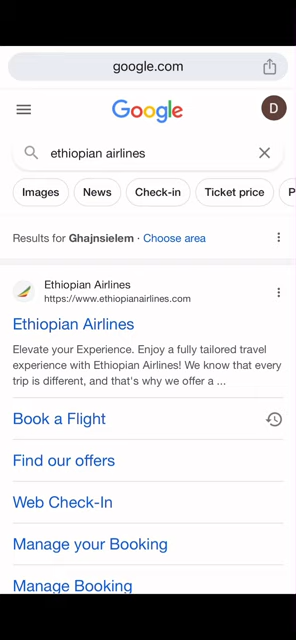 google.com
Google
D
ethiopian airlines
Images News Check-in Ticket price P
Results for Ghajnsielem · Choose area
Ethiopian Airlines
https://www.ethiopianairlines.com
Ethiopian Airlines
Elevate your Experience. Enjoy a fully tailored travel
experience with Ethiopian Airlines! We know that every
trip is different, and that's why we offer a ...
Book a Flight
Find our offers
Web Check-In
Manage your Booking
Manage Booking